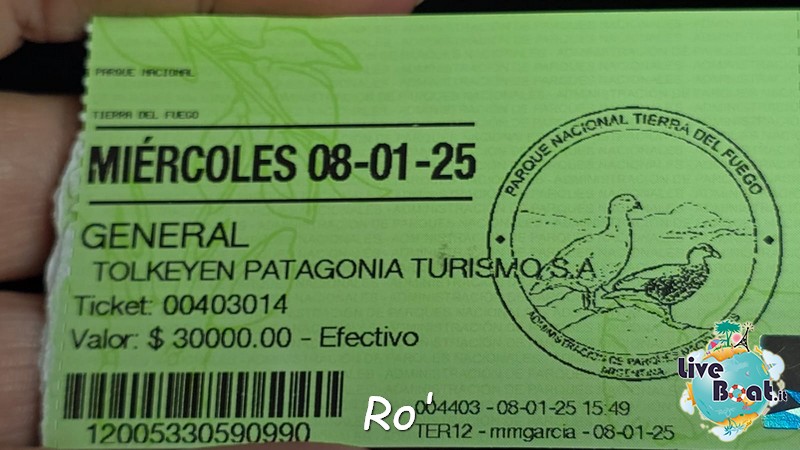 PARQUE NACIONAL
TIERRA DEL FUEGO
MIÉRCOLES 08-01-25
GENERAL
TOLKEYEN PATAGONIA TURISMO S.A
Ticket: 00403014
Valor: $ 30000.00 - Efectivo
12005330590990
004403 - 08-01-25 15:49
TER12 - mmgarcia - 08-01-25
PARQUE NACIONAL TIERRA DEL FUEGO
ADMINISTRACION DE PARQUES
ARGENTINA
Ro'
Live
Boat.it